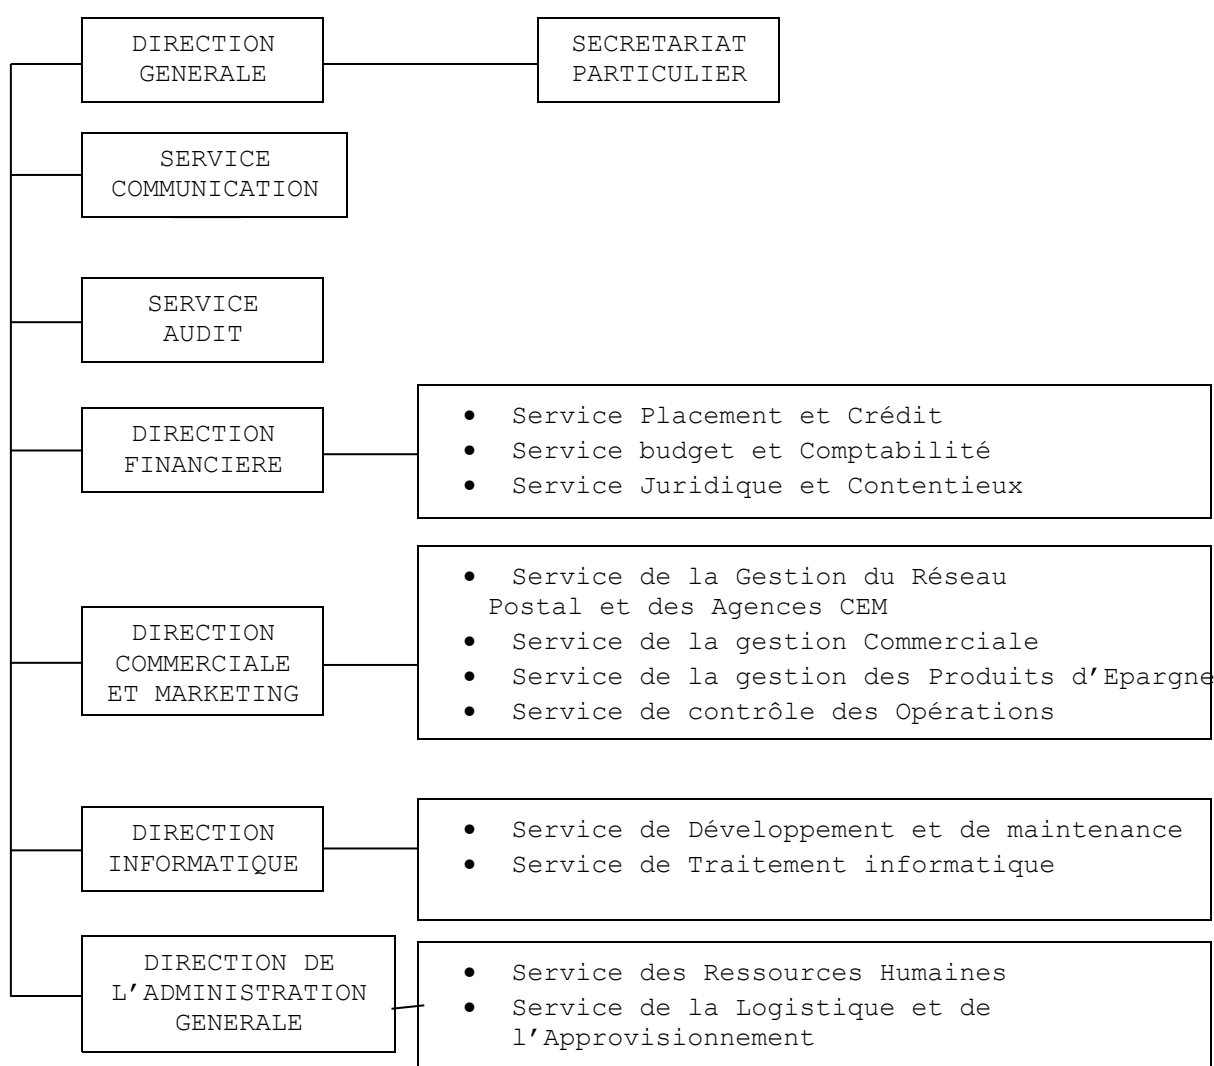 DIRECTION
GENERALE
SECRETARIAT
PARTICULIER
SERVICE
COMMUNICATION
SERVICE
AUDIT
DIRECTION
FINANCIERE
• Service Placement et Crédit
• Service budget et Comptabilité
• Service Juridique et Contentieux
DIRECTION
COMMERCIALE
ET MARKETING
• Service de la Gestion du Réseau
Postal et des Agences CEM
• Service de la gestion Commerciale
• Service de la gestion des Produits d’Epargne
• Service de contrôle des Opérations
DIRECTION
INFORMATIQUE
• Service de Développement et de maintenance
• Service de Traitement informatique
DIRECTION DE
L’ADMINISTRATION
GENERALE
• Service des Ressources Humaines
• Service de la Logistique et de
l’Approvisionnement